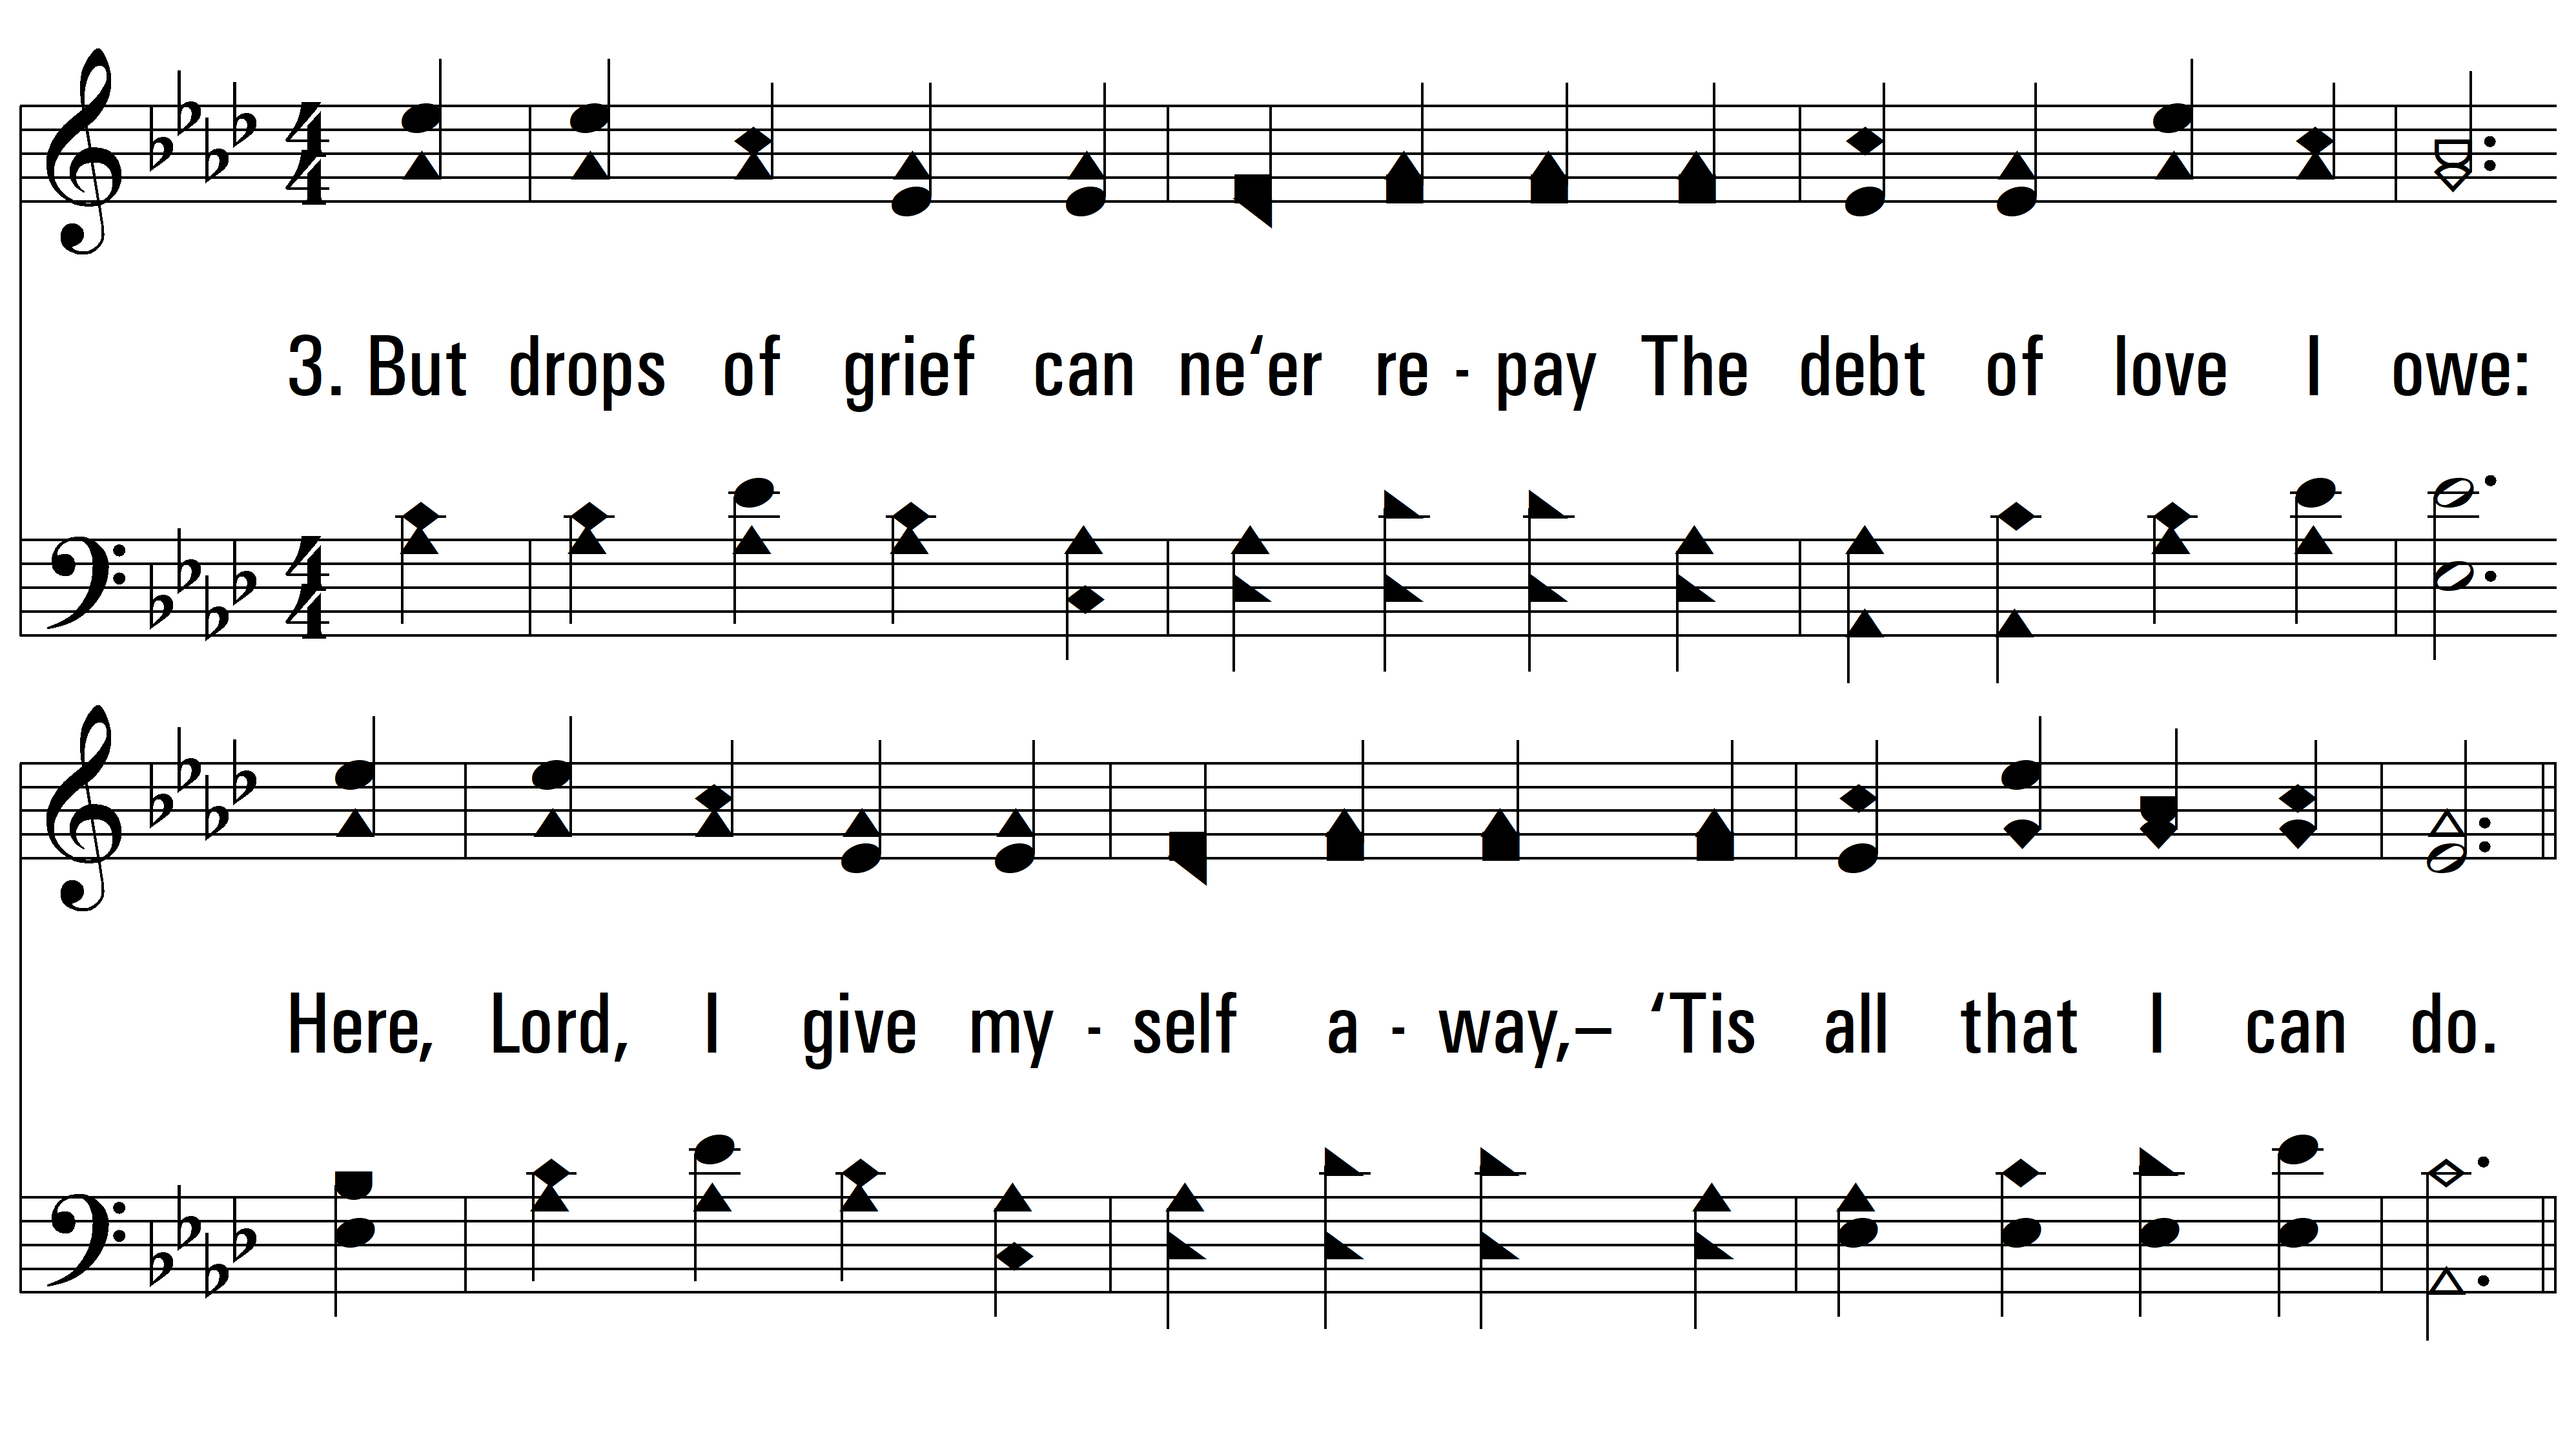 3. But drops of grief can ne‘er re - pay The debt of love I owe:
Here, Lord, I give my - self a - way,– ‘Tis all that I can do.